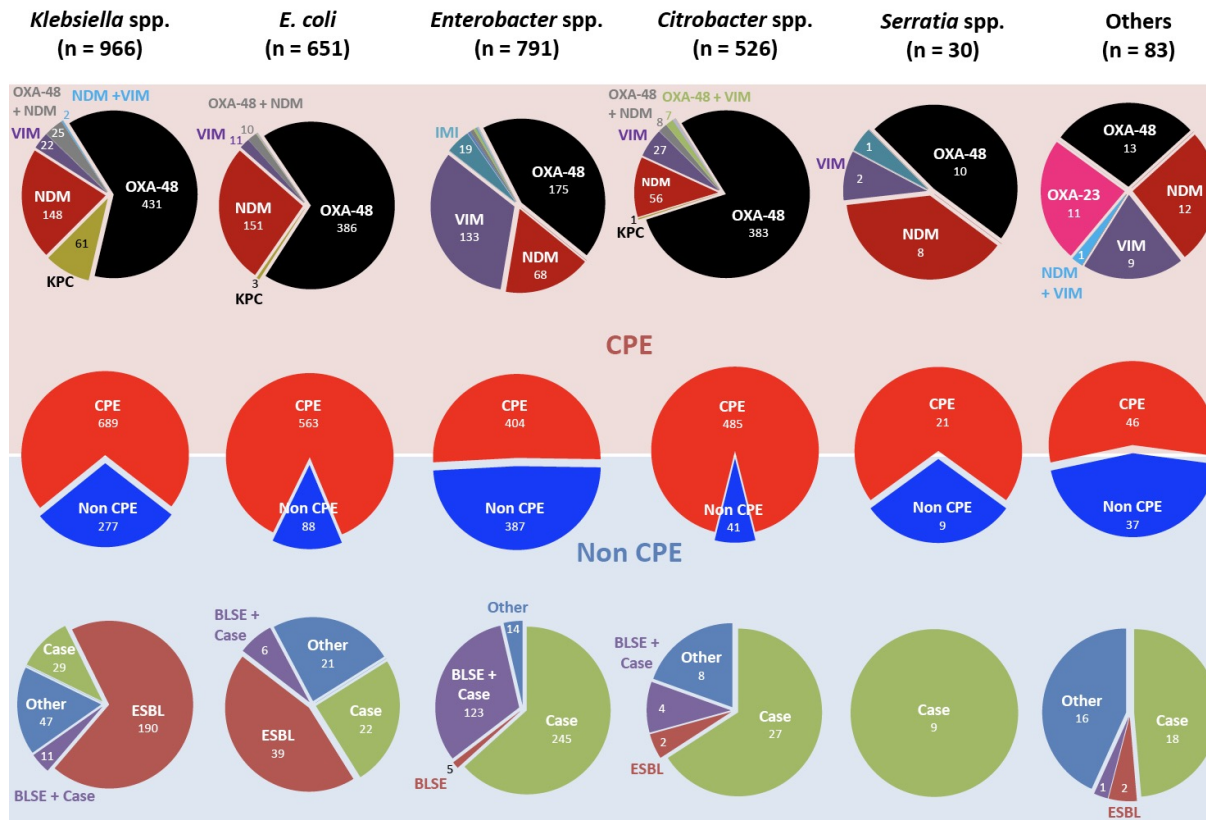 Klebsiella spp.
(n = 966)
E. coli
(n = 651)
Enterobacter spp.
(n = 791)
Citrobacter spp.
(n = 526)
Serratia spp.
(n = 30)
Others
(n = 83)
OXA-48
+ NDM
2
NDM +VIM
25
VIM
22
NDM
148
61
KPC
OXA-48
431
OXA-48 + NDM
10
VIM
11
NDM
151
3
KPC
OXA-48
386
IMI
19
OXA-48
175
VIM
133
NDM
68
OXA-48
+ NDM
OXA-48 + VIM
8
7
VIM
27
NDM
56
1
KPC
OXA-48
383
1
VIM
2
OXA-48
10
NDM
8
OXA-48
13
OXA-23
11
NDM
12
VIM
9
1
NDM
+ VIM
CPE
CPE
689
Non CPE
277
CPE
563
Non CPE
88
CPE
404
Non CPE
387
CPE
485
Non CPE
41
CPE
21
Non CPE
9
CPE
46
Non CPE
37
Non CPE
Case
29
Other
47
11
BLSE + Case
ESBL
190
BLSE +
Case
6
Other
21
ESBL
39
Case
22
Other
14
BLSE +
Case
123
5
BLSE
Case
245
BLSE +
Case
Other
8
4
2
ESBL
Case
27
Case
9
Other
16
1
2
ESBL
Case
18